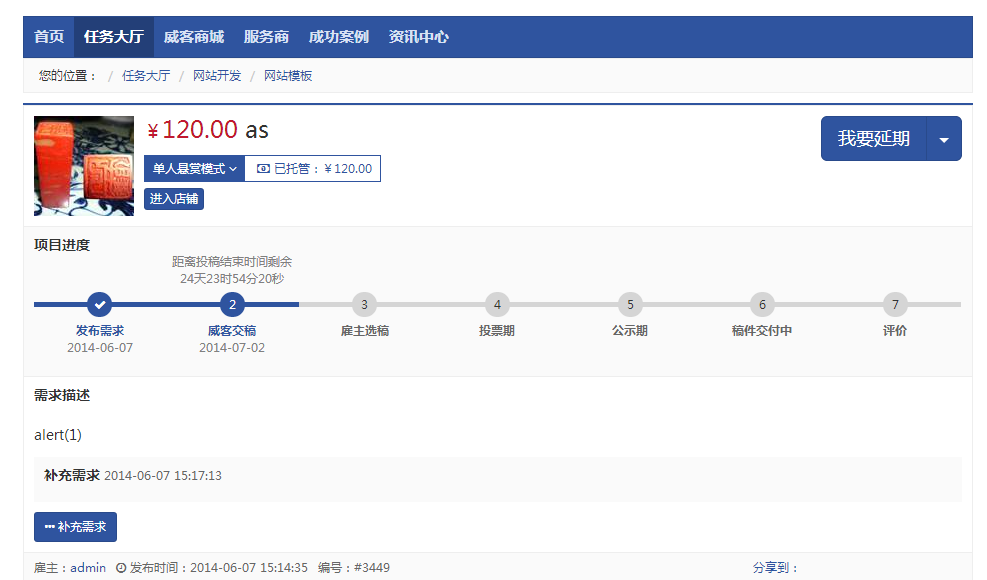 首页 任务大厅 威客商城 服务商 成功案例 资讯中心
您的位置： / 任务大厅 / 网站开发 / 网站模板
￥120.00 as
我要延期
单人悬赏模式 已托管：￥120.00
进入店铺
项目进度
距离投稿结束时间剩余
24天23时54分20秒
2 3 4 5 6 7
发布需求 威客交稿 雇主选稿 投票期 公示期 稿件交付中 评价
2014-06-07 2014-07-02
需求描述
alert(1)
补充需求 2014-06-07 15:17:13
补充需求
雇主：admin 发布时间：2014-06-07 15:14:35 编号：#3449 分享到：